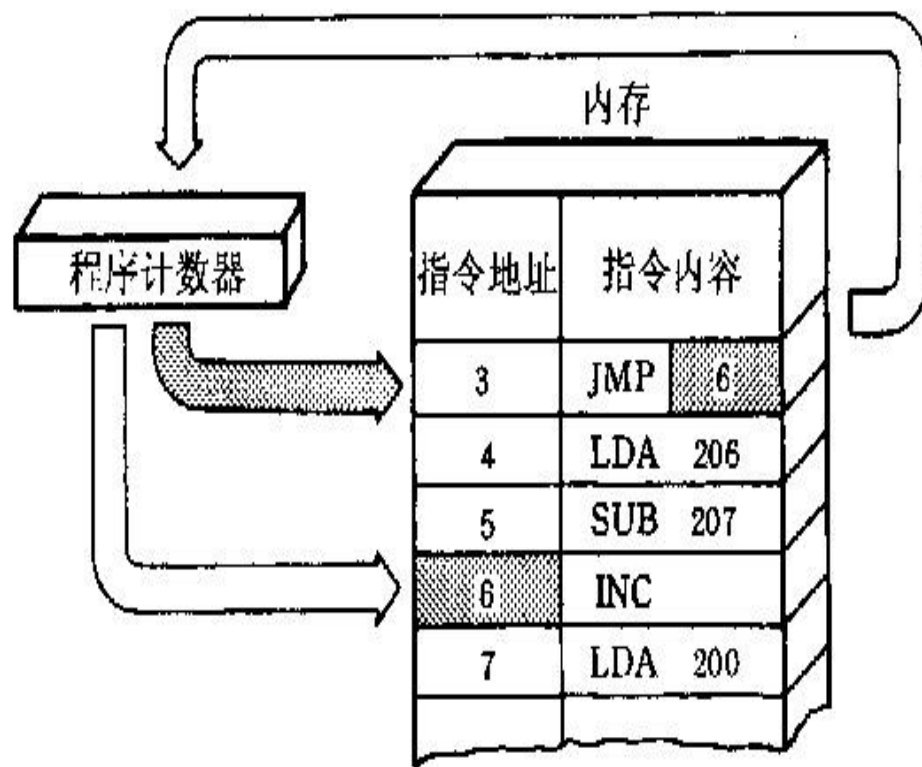 内存
程序计数器
指令地址 指令内容
3 JMP 6
4 LDA 206
5 SUB 207
6 INC
7 LDA 200